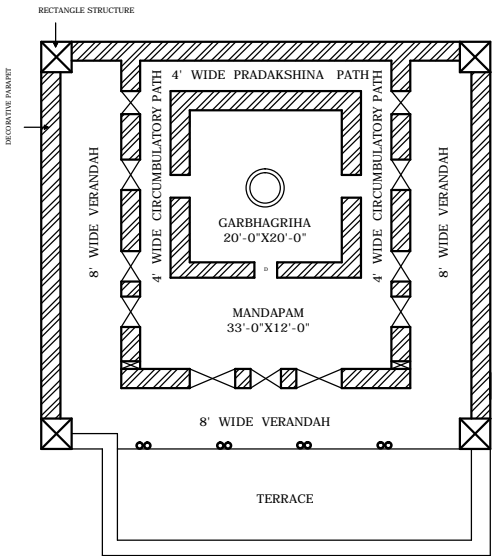 RECTANGLE STRUCTURE
DECORATIVE PARAPET
4' WIDE PRADAKSHINA PATH
4' WIDE CIRCUMBULATORY PATH
4' WIDE CIRCUMBULATORY PATH
8' WIDE VERANDAH
8' WIDE VERANDAH
GARBHAGRIHA
20'-0"X20'-0"
D
MANDAPAM
33'-0"X12'-0"
8' WIDE VERANDAH
TERRACE